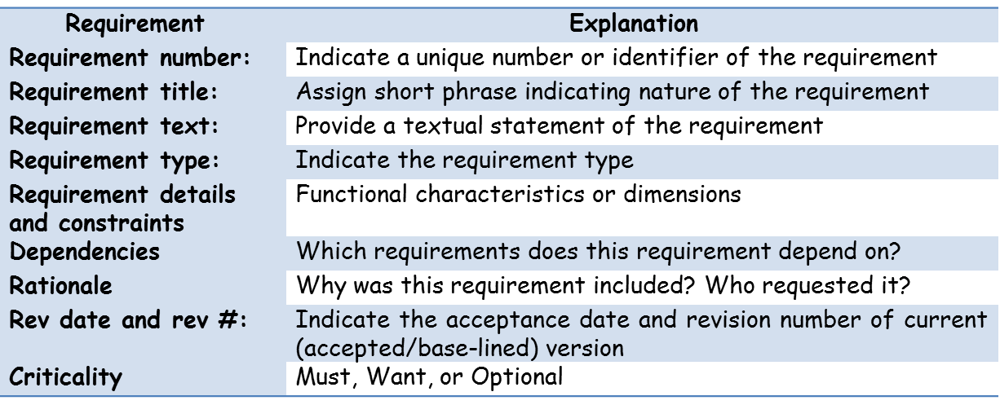 Requirement Explanation
Requirement number: Indicate a unique number or identifier of the requirement
Requirement title: Assign short phrase indicating nature of the requirement
Requirement text: Provide a textual statement of the requirement
Requirement type: Indicate the requirement type
Requirement details Functional characteristics or dimensions
and constraints
Dependencies Which requirements does this requirement depend on?
Rationale Why was this requirement included? Who requested it?
Rev date and rev #: Indicate the acceptance date and revision number of current
(accepted/base-lined) version
Criticality Must, Want, or Optional